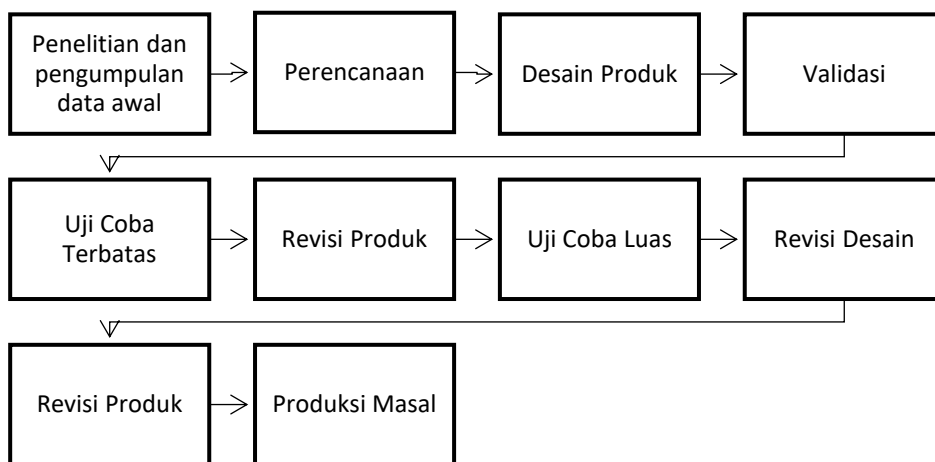 Penelitian dan
pengumpulan
data awal
Perencanaan
Desain Produk
Validasi
Uji Coba
Terbatas
Revisi Produk
Uji Coba Luas
Revisi Desain
Revisi Produk
Produksi Masal